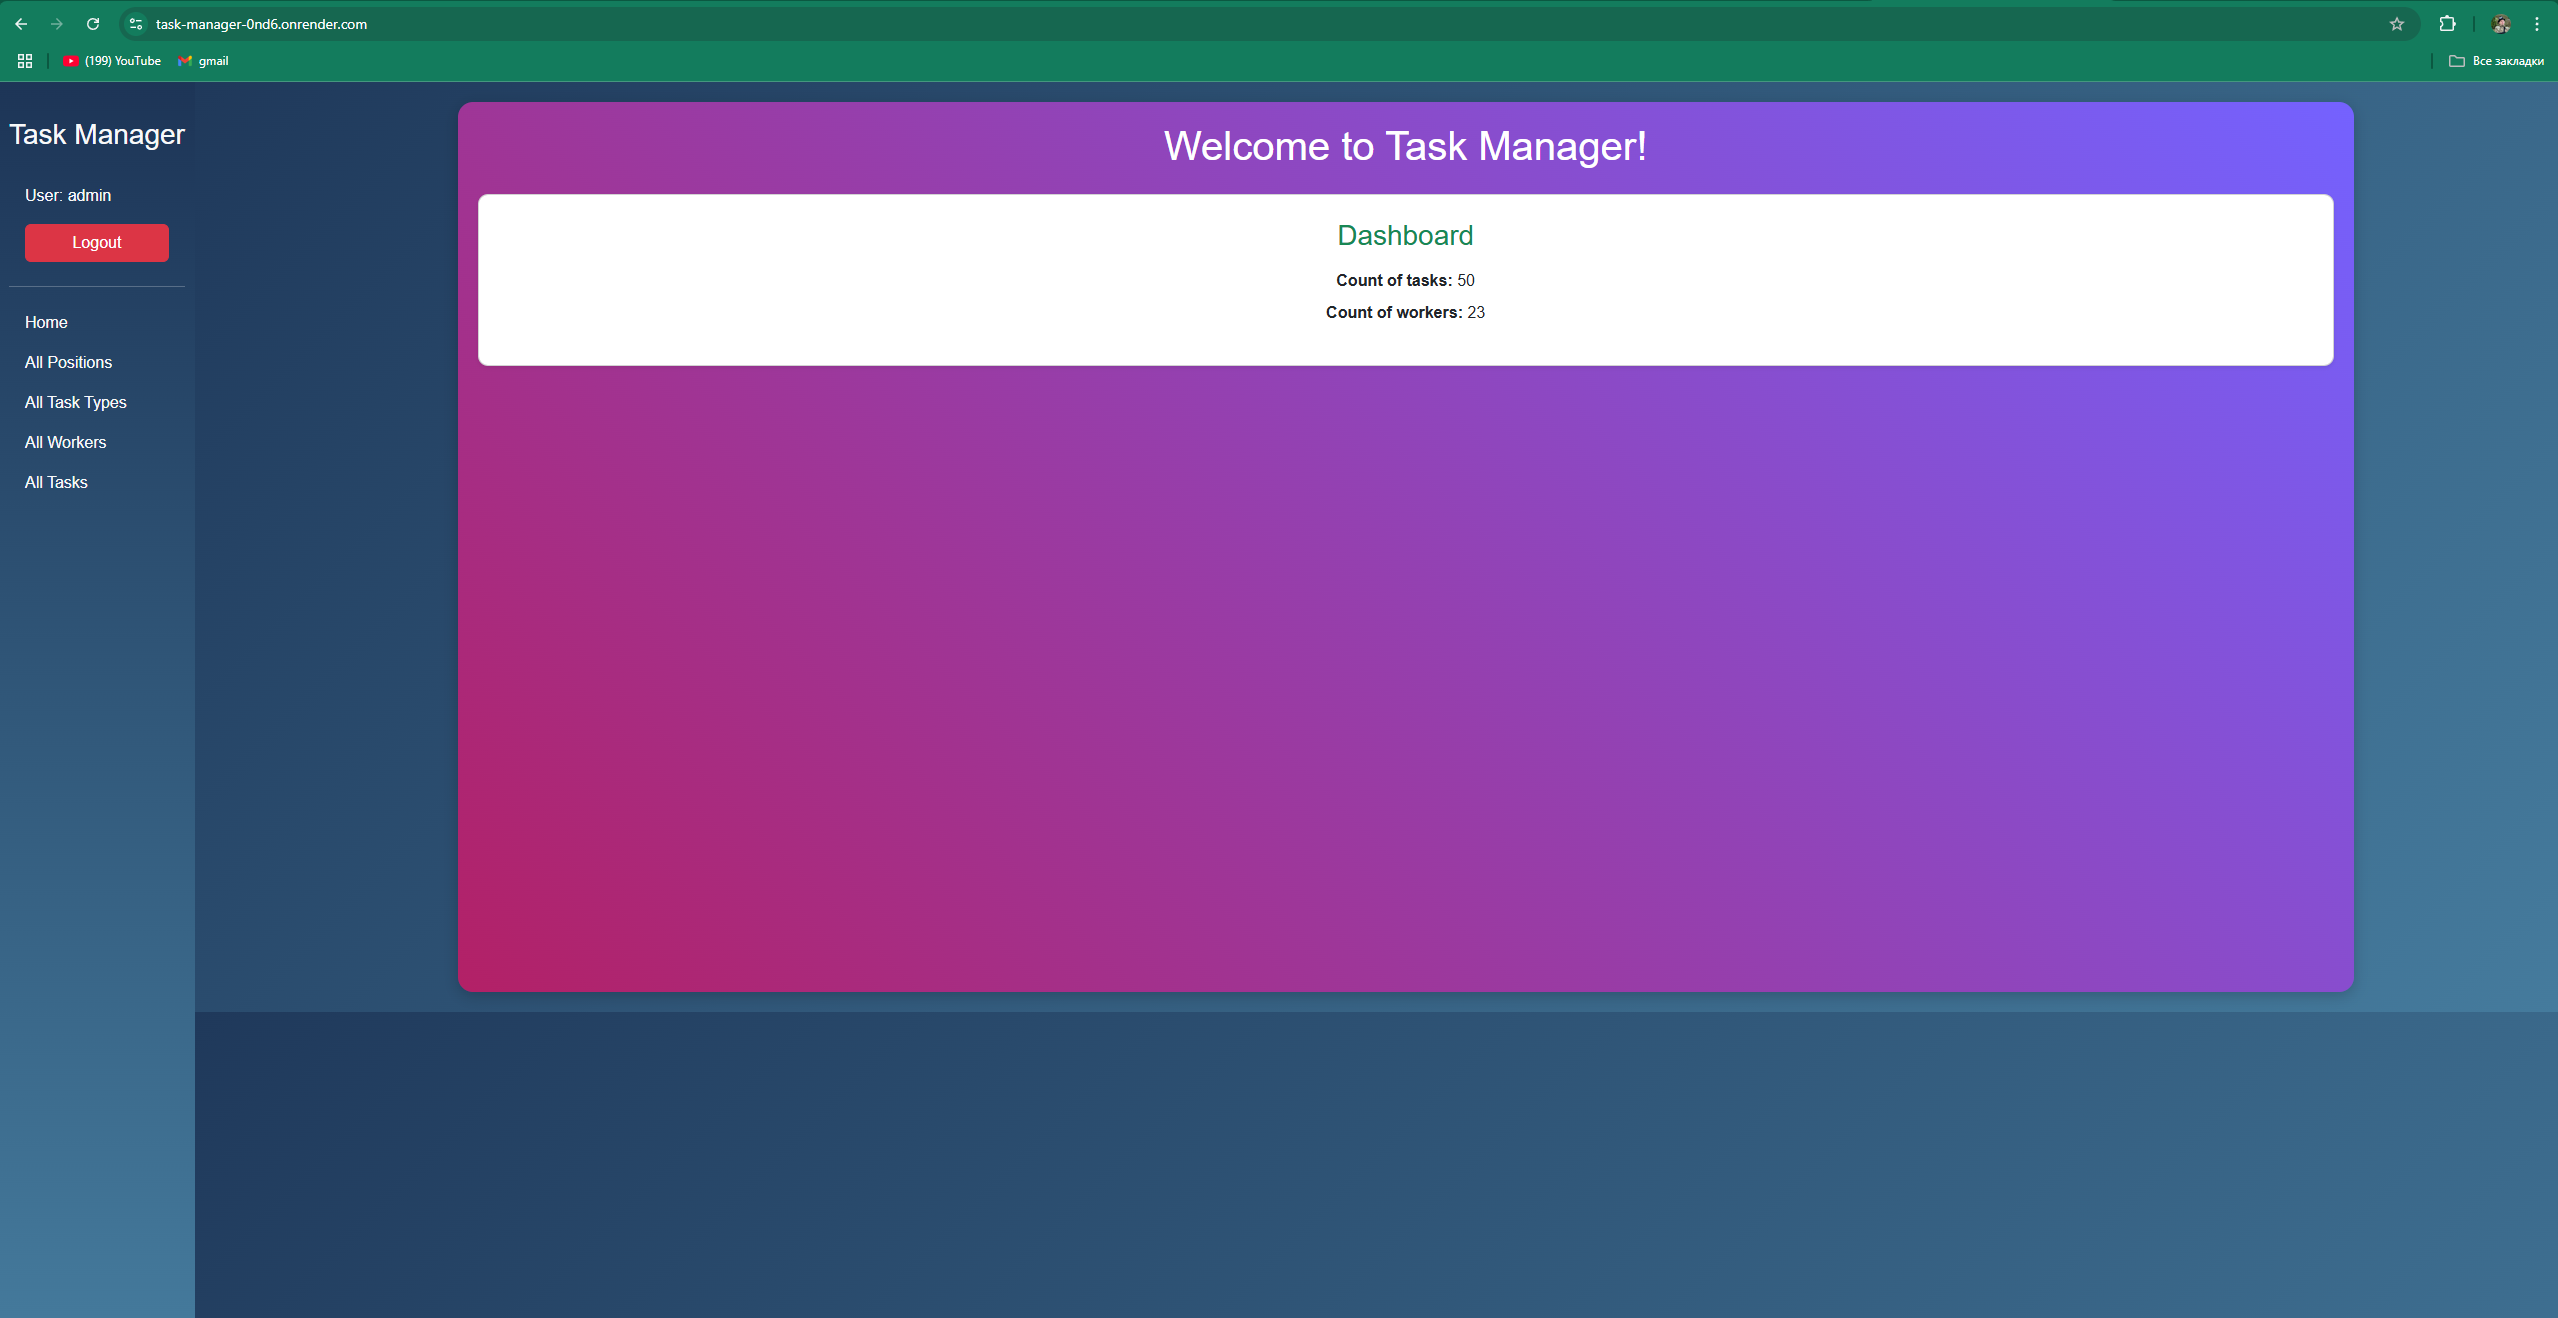 task-manager-0nd6.onrender.com
(199) YouTube
gmail
Все закладки
Task Manager
User: admin
Logout
Home
All Positions
All Task Types
All Workers
All Tasks
Welcome to Task Manager!
Dashboard
Count of tasks: 50
Count of workers: 23